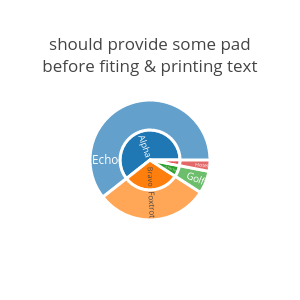 should provide some pad
before fiting & printing text
Alpha
Echo
Bravo
Foxtrot
Golf